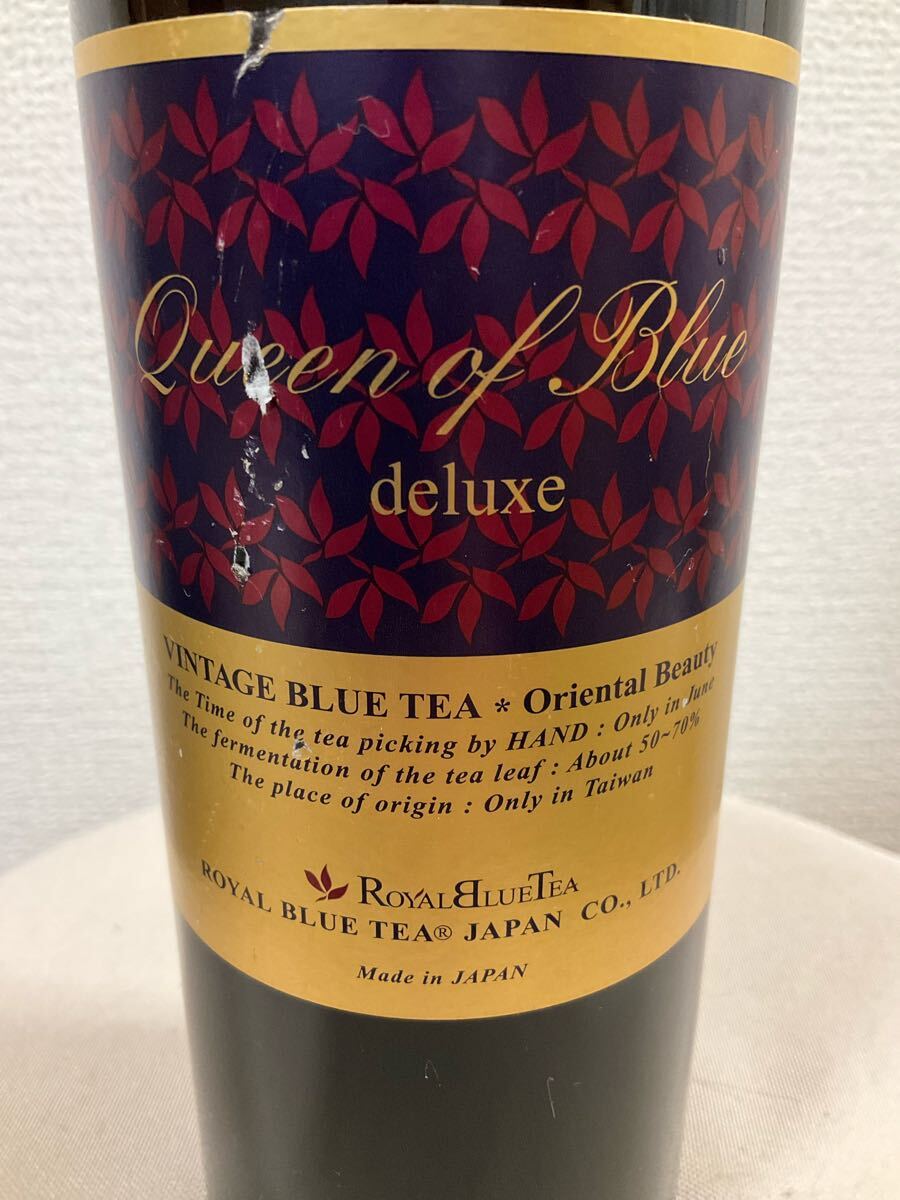 Queen of Blue
deluxe
VINTAGE BLUE TEA * Oriental Beauty
The Time of the tea picking by HAND : Only in June
The fermentation of the tea leaf : About 50~70%
The place of origin : Only in Taiwan
ROYALBLUETEA
ROYAL BLUE TEA® JAPAN CO., LTD.
Made in JAPAN